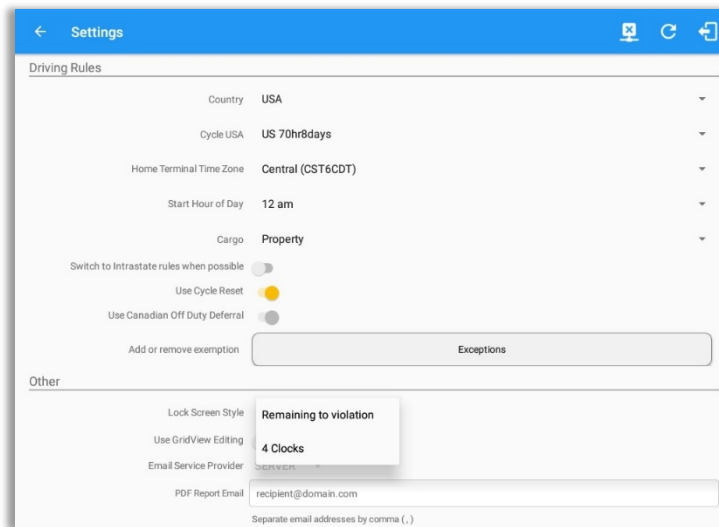 Settings
Driving Rules
Country USA
Cycle USA US 70hr8days
Home Terminal Time Zone Central (CST6CDT)
Start Hour of Day 12 am
Cargo Property
Switch to Intrastate rules when possible
Use Cycle Reset
Use Canadian Off Duty Deferral
Add or remove exemption Exceptions
Other
Lock Screen Style Remaining to violation
Use GridView Editing 4 Clocks
Email Service Provider SERVER
PDF Report Email recipient@domain.com
Separate email addresses by comma ( , )